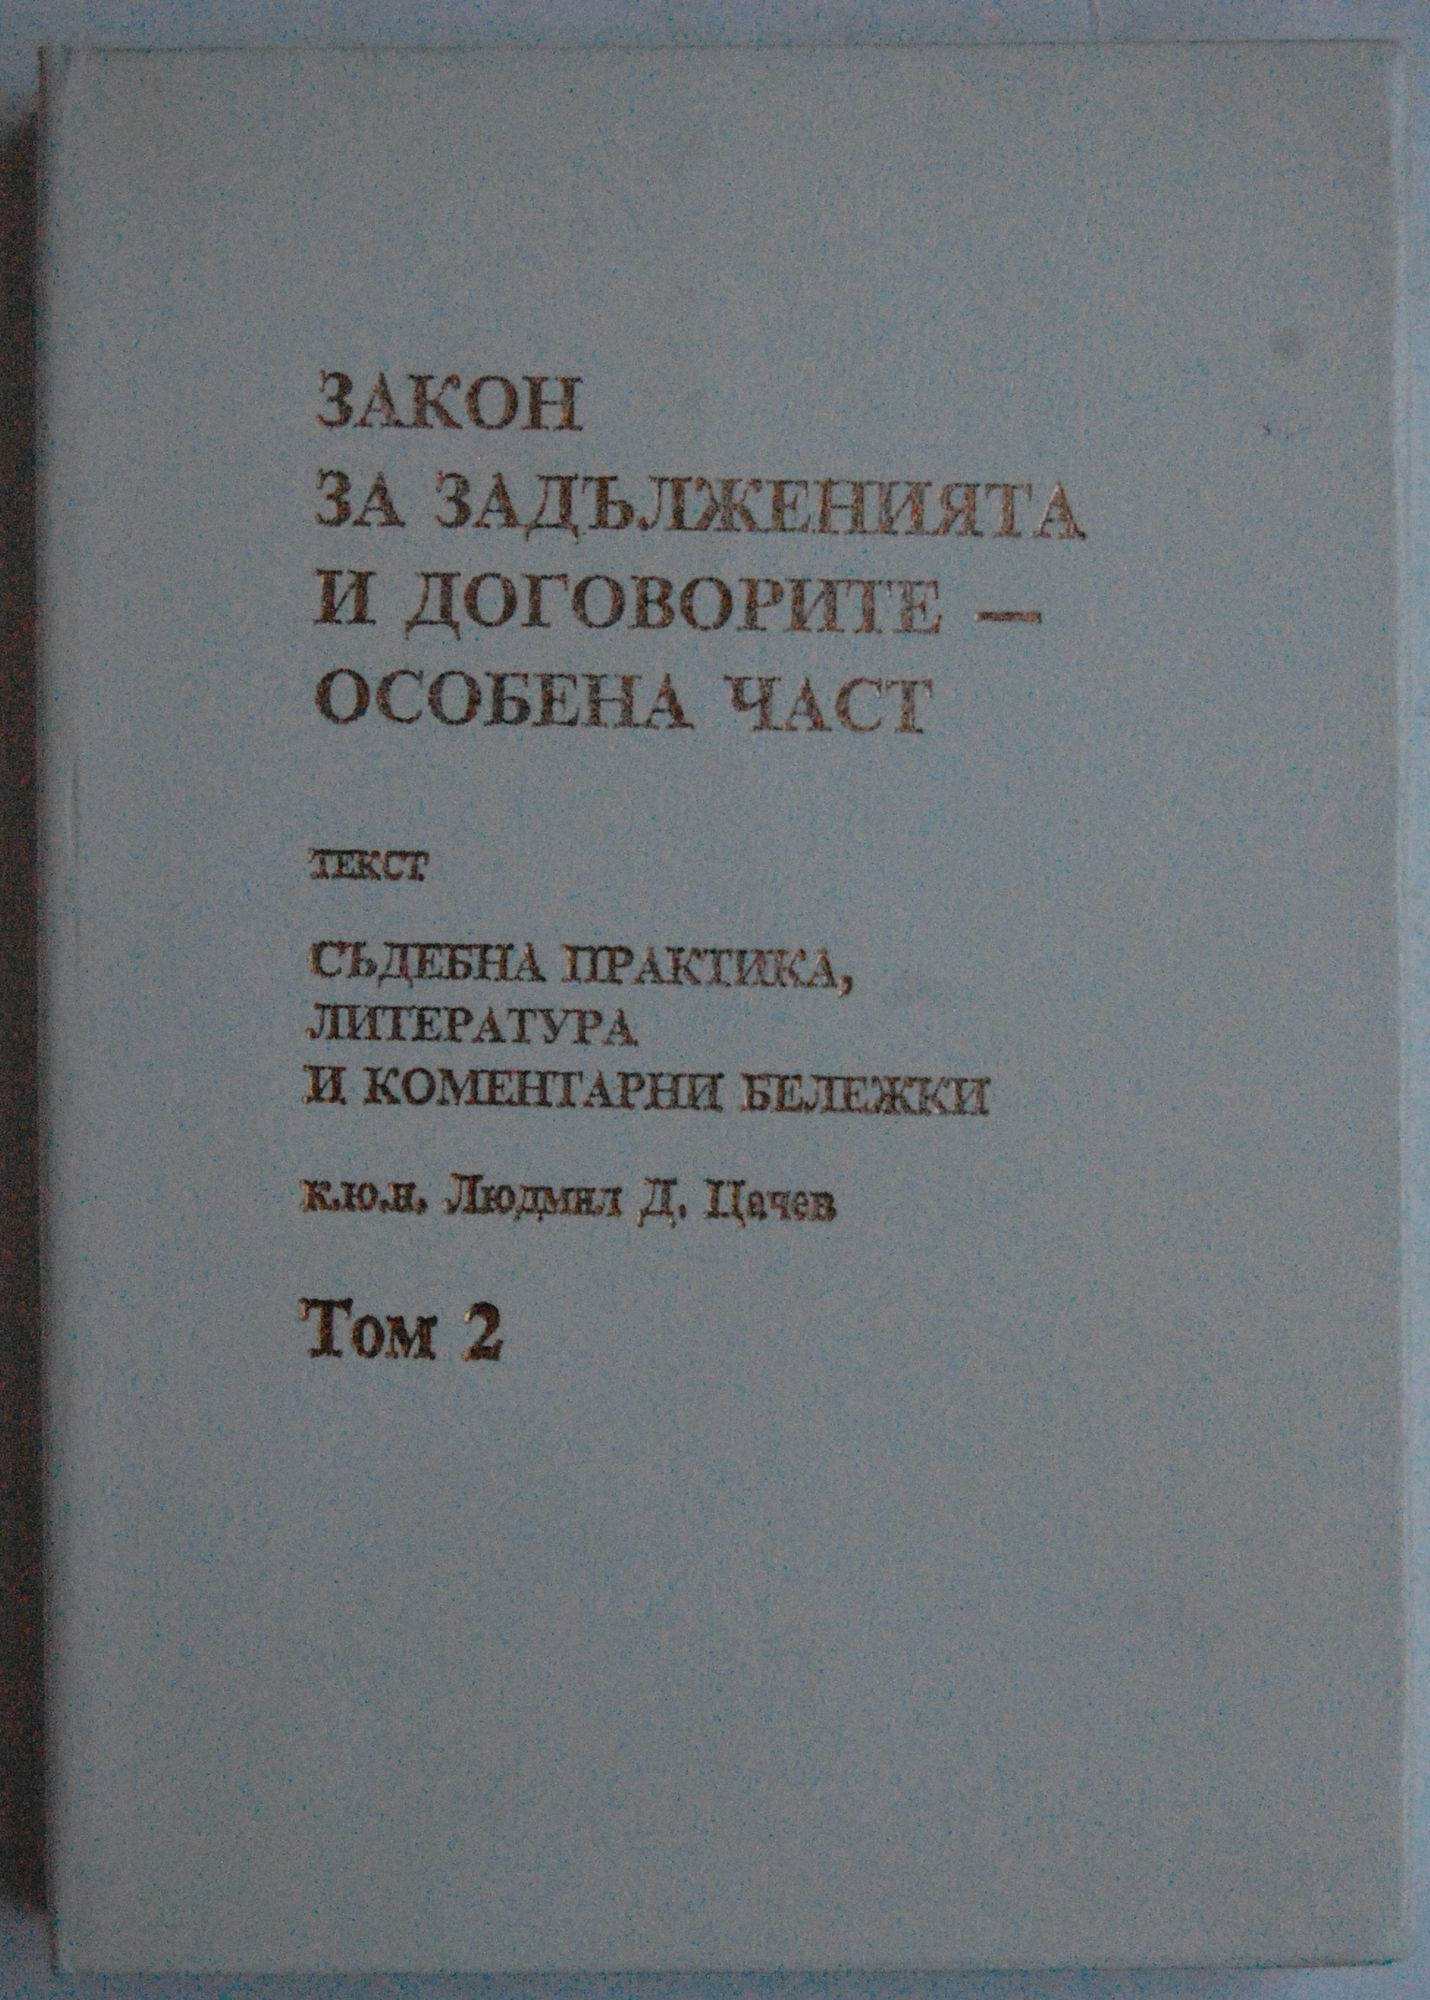 ЗАКОН
ЗА ЗАДЪЛЖЕНИЯТА
И ДОГОВОРИТЕ —
ОСОБЕНА ЧАСТ
ТЕКСТ
СЪДЕБНА ПРАКТИКА,
ЛИТЕРАТУРА
И КОМЕНТАРНИ БЕЛЕЖКИ
к.ю.н. Людмил Д. Цачев
Том 2